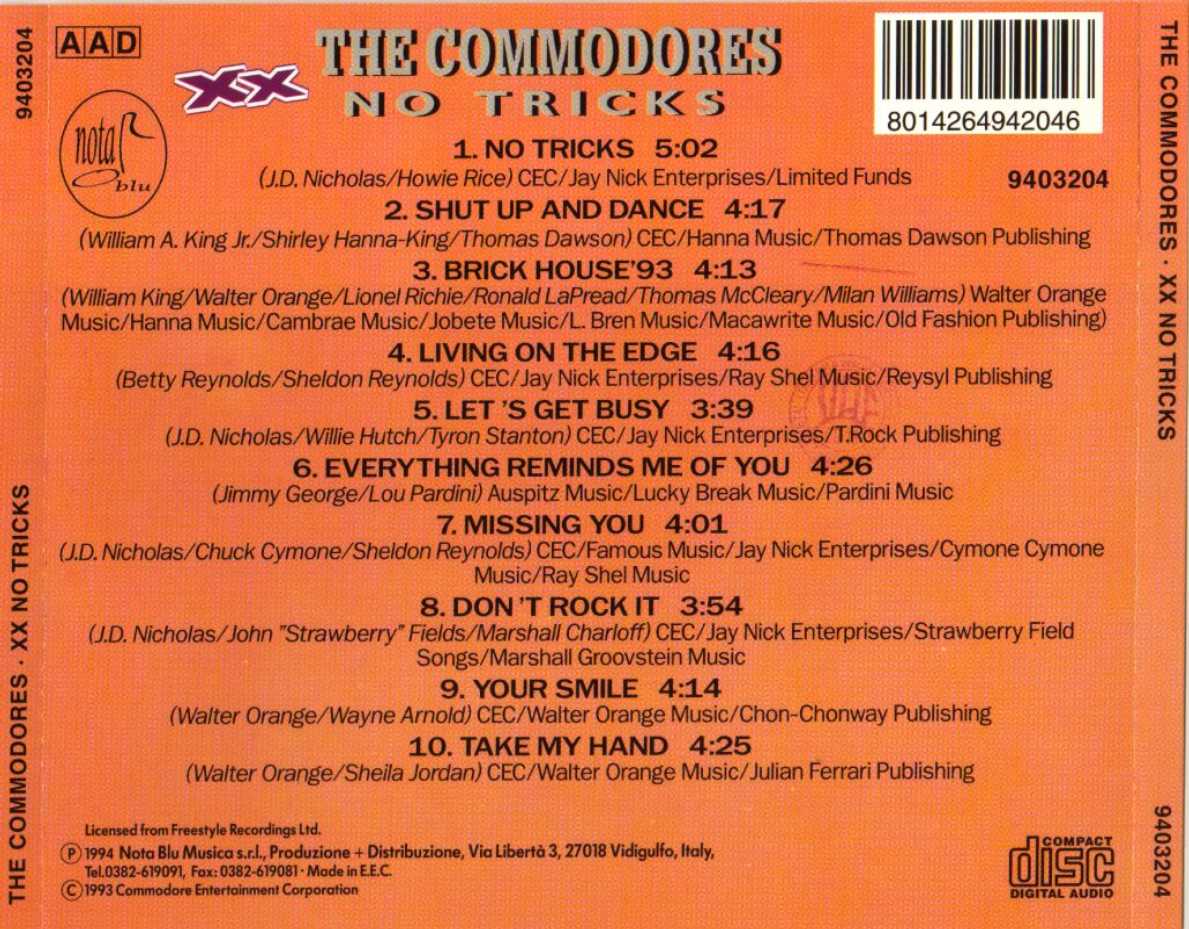 9403204
THE COMMODORES · XX NO TRICKS
AAD
nota
blu
XX
THE COMMODORES
NO TRICKS
8014264942046
9403204
1. NO TRICKS 5:02
(J.D. Nicholas/Howie Rice) CEC/Jay Nick Enterprises/Limited Funds
2. SHUT UP AND DANCE 4:17
(William A. King Jr./Shirley Hanna-King/Thomas Dawson) CEC/Hanna Music/Thomas Dawson Publishing
3. BRICK HOUSE'93 4:13
(William King/Walter Orange/Lionel Richie/Ronald LaPread/Thomas McCleary/Milan Williams) Walter Orange
Music/Hanna Music/Cambrae Music/Jobete Music/L. Bren Music/Macawrite Music/Old Fashion Publishing)
4. LIVING ON THE EDGE 4:16
(Betty Reynolds/Sheldon Reynolds) CEC/Jay Nick Enterprises/Ray Shel Music/Reysyl Publishing
5. LET 'S GET BUSY 3:39
(J.D. Nicholas/Willie Hutch/Tyron Stanton) CEC/Jay Nick Enterprises/T.Rock Publishing
6. EVERYTHING REMINDS ME OF YOU 4:26
(Jimmy George/Lou Pardini) Auspitz Music/Lucky Break Music/Pardini Music
7. MISSING YOU 4:01
(J.D. Nicholas/Chuck Cymone/Sheldon Reynolds) CEC/Famous Music/Jay Nick Enterprises/Cymone Cymone
Music/Ray Shel Music
8. DON 'T ROCK IT 3:54
(J.D. Nicholas/John "Strawberry" Fields/Marshall Charloff) CEC/Jay Nick Enterprises/Strawberry Field
Songs/Marshall Groovstein Music
9. YOUR SMILE 4:14
(Walter Orange/Wayne Arnold) CEC/Walter Orange Music/Chon-Chonway Publishing
10. TAKE MY HAND 4:25
(Walter Orange/Sheila Jordan) CEC/Walter Orange Music/Julian Ferrari Publishing
Licensed from Freestyle Recordings Ltd.
Ⓟ 1994 Nota Blu Musica s.r.l., Produzione + Distribuzione, Via Libertà 3, 27018 Vidigulfo, Italy,
Tel.0382-619091, Fax: 0382-619081 · Made in E.E.C.
Ⓒ 1993 Commodore Entertainment Corporation
COMPACT
disc
DIGITAL AUDIO
THE COMMODORES · XX NO TRICKS
9403204